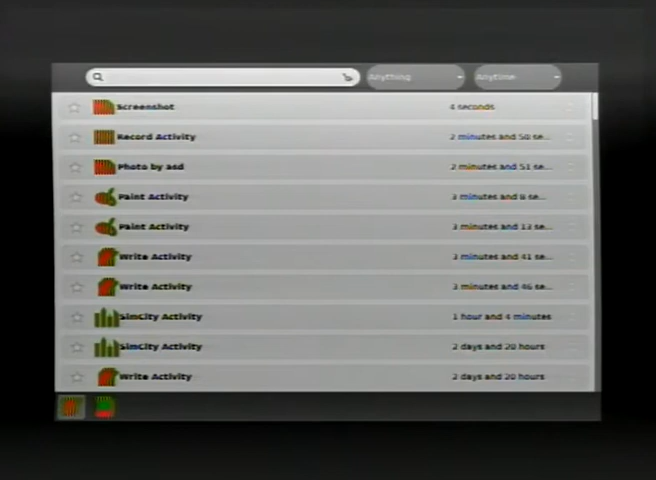 Anything Anytime
Screenshot 4 seconds
Record Activity 2 minutes and 50 se...
Photo by asd 2 minutes and 51 se...
Paint Activity 3 minutes and 8 se...
Paint Activity 3 minutes and 13 se...
Write Activity 3 minutes and 41 se...
Write Activity 3 minutes and 46 se...
SimCity Activity 1 hour and 4 minutes
SimCity Activity 2 days and 20 hours
Write Activity 2 days and 20 hours